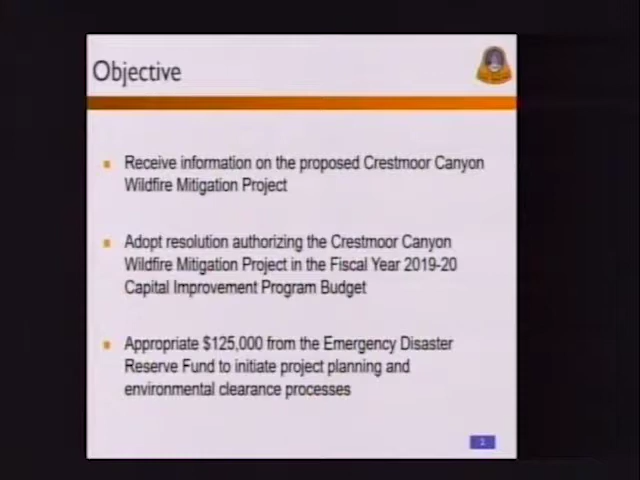 Objective
Receive information on the proposed Crestmoor Canyon
Wildfire Mitigation Project
Adopt resolution authorizing the Crestmoor Canyon
Wildfire Mitigation Project in the Fiscal Year 2019-20
Capital Improvement Program Budget
Appropriate $125,000 from the Emergency Disaster
Reserve Fund to initiate project planning and
environmental clearance processes